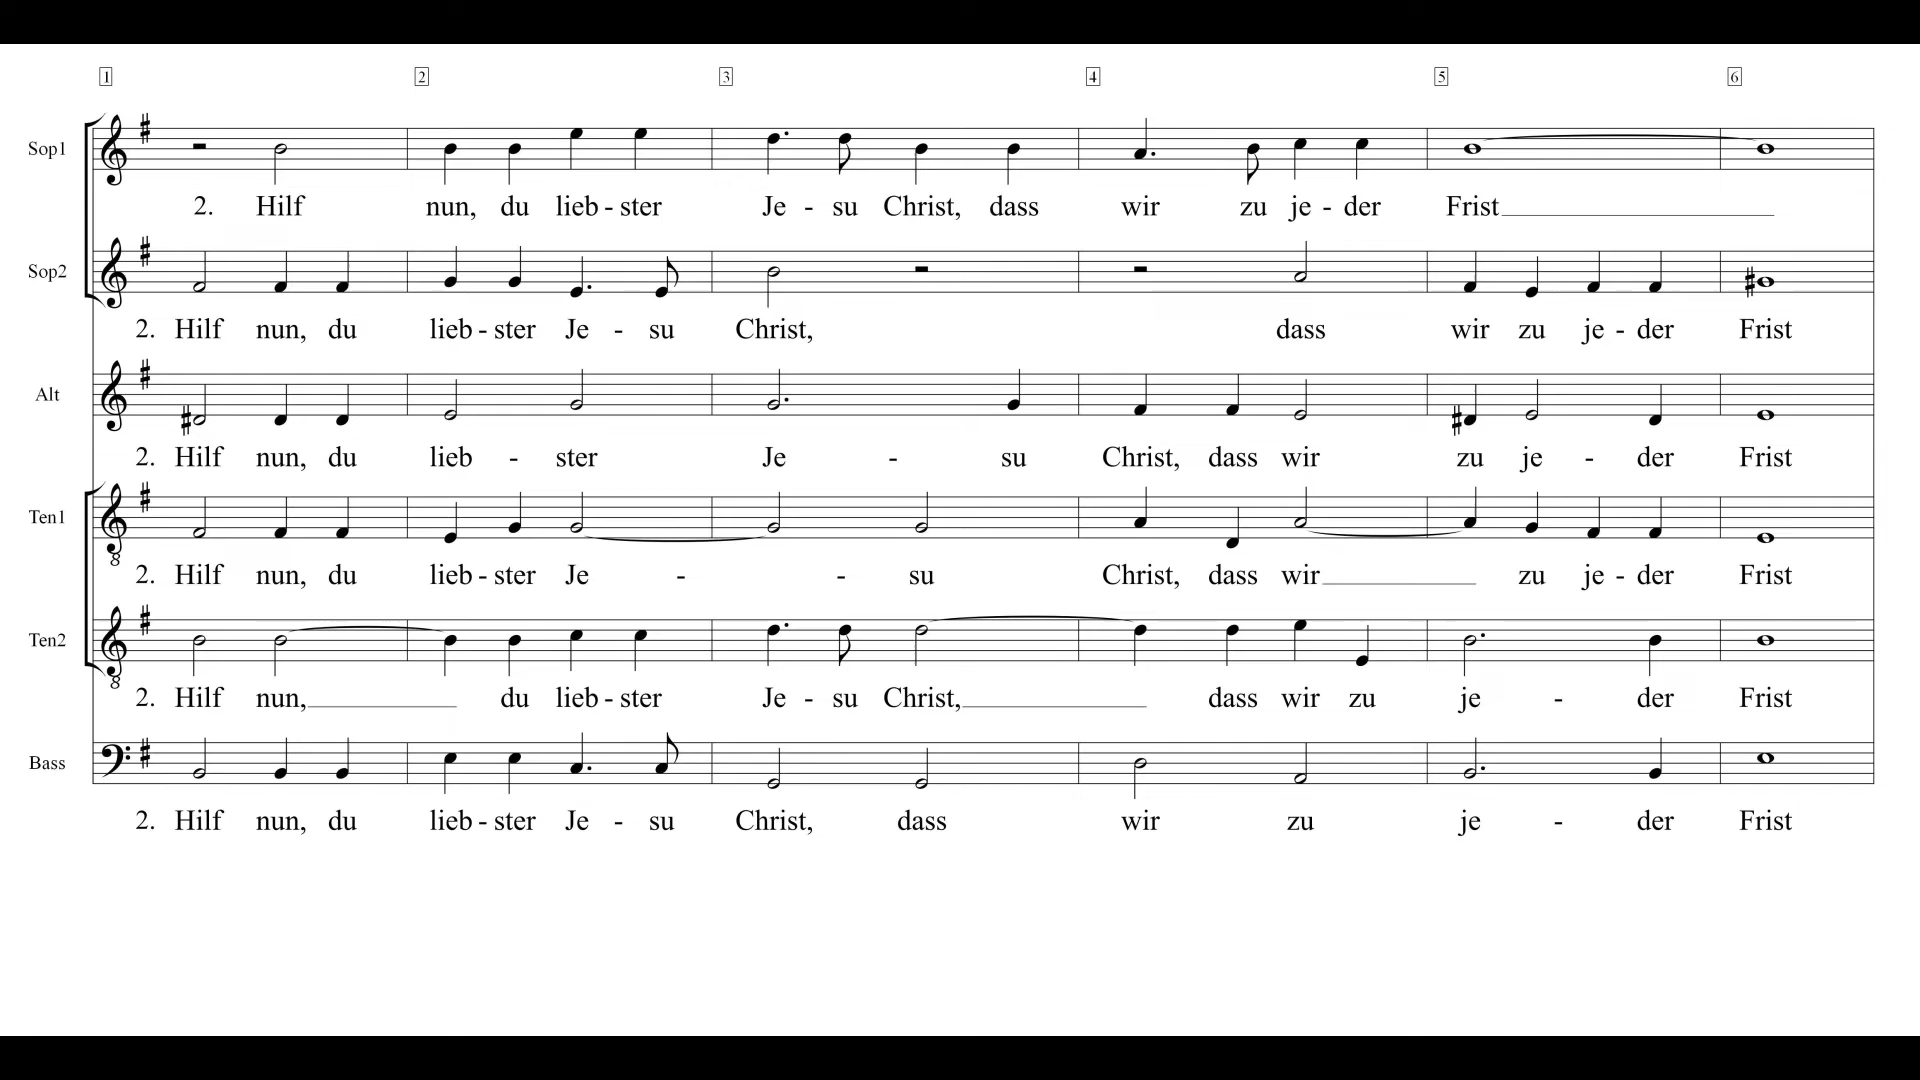 1 2 3 4 5 6
Sop1
2. Hilf nun, du lieb - ster Je - su Christ, dass wir zu je - der Frist
Sop2
2. Hilf nun, du lieb - ster Je - su Christ, dass wir zu je - der Frist
Alt
2. Hilf nun, du lieb - ster Je - su Christ, dass wir zu je - der Frist
Ten1
8
2. Hilf nun, du lieb - ster Je - - su Christ, dass wir zu je - der Frist
Ten2
8
2. Hilf nun, du lieb - ster Je - su Christ, dass wir zu je - der Frist
Bass
2. Hilf nun, du lieb - ster Je - su Christ, dass wir zu je - der Frist